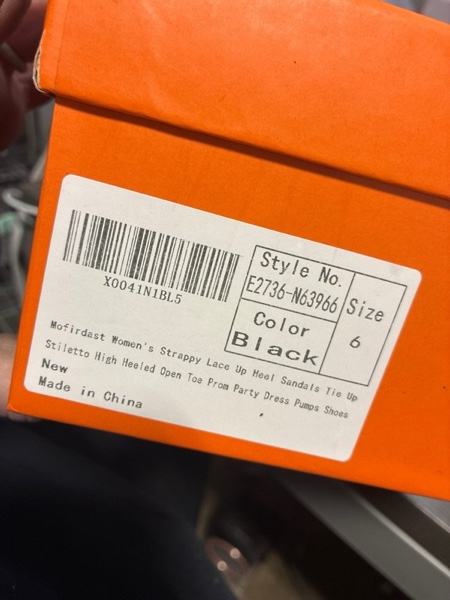 X0041N1BL5
Style No.
E2736-N63966
Color
Black
Size
6
Mofirdast Women's Strappy Lace Up Heel Sandals Tie Up
Stiletto High Heeled Open Toe Prom Party Dress Pumps Shoes
New
Made in China